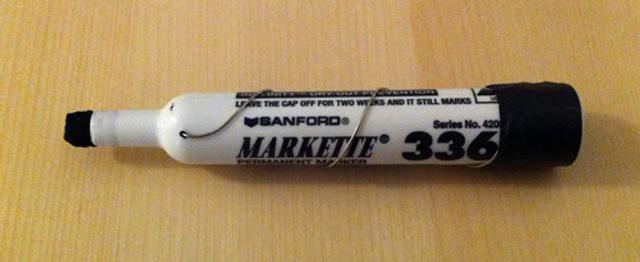 DRY-OUT PREVENTION
LEAVE THE CAP OFF FOR TWO WEEKS AND IT STILL MARKS
SANFORD®
Series No. 420
MARKETTE® 336
PERMANENT MARKER